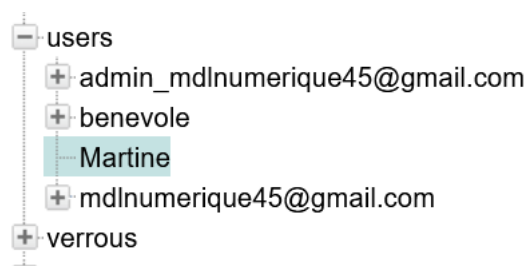 users
admin_mdlnumerique45@gmail.com
benevole
Martine
mdlnumerique45@gmail.com
verrous